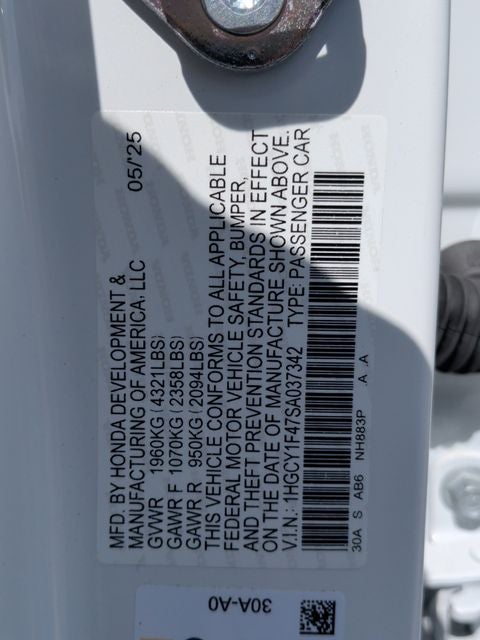 MFD. BY HONDA DEVELOPMENT & 05/'25
MANUFACTURING OF AMERICA, LLC
GVWR 1960KG(4321LBS)
GAWR F 1070KG(2358LBS)
GAWR R 950KG(2094LBS)
THIS VEHICLE CONFORMS TO ALL APPLICABLE
FEDERAL MOTOR VEHICLE SAFETY, BUMPER,
AND THEFT PREVENTION STANDARDS IN EFFECT
ON THE DATE OF MANUFACTURE SHOWN ABOVE.
V.I.N.: 1HGCY1F47SA037342 TYPE: PASSENGER CAR
30A S AB6 NH883P A A
30A-A0
HONDA